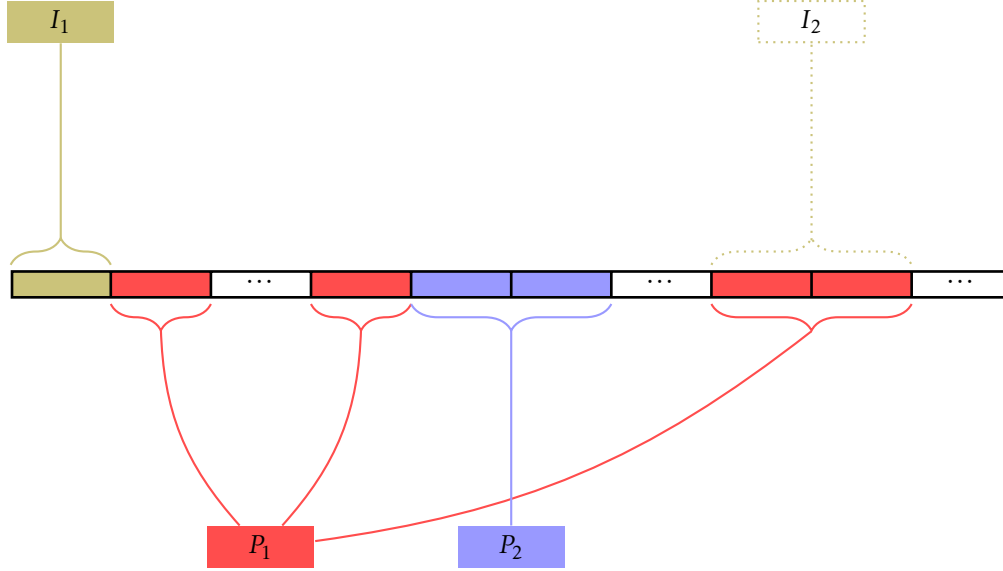 I₁
I₂
⋯ ⋯ ⋯
P₁ P₂